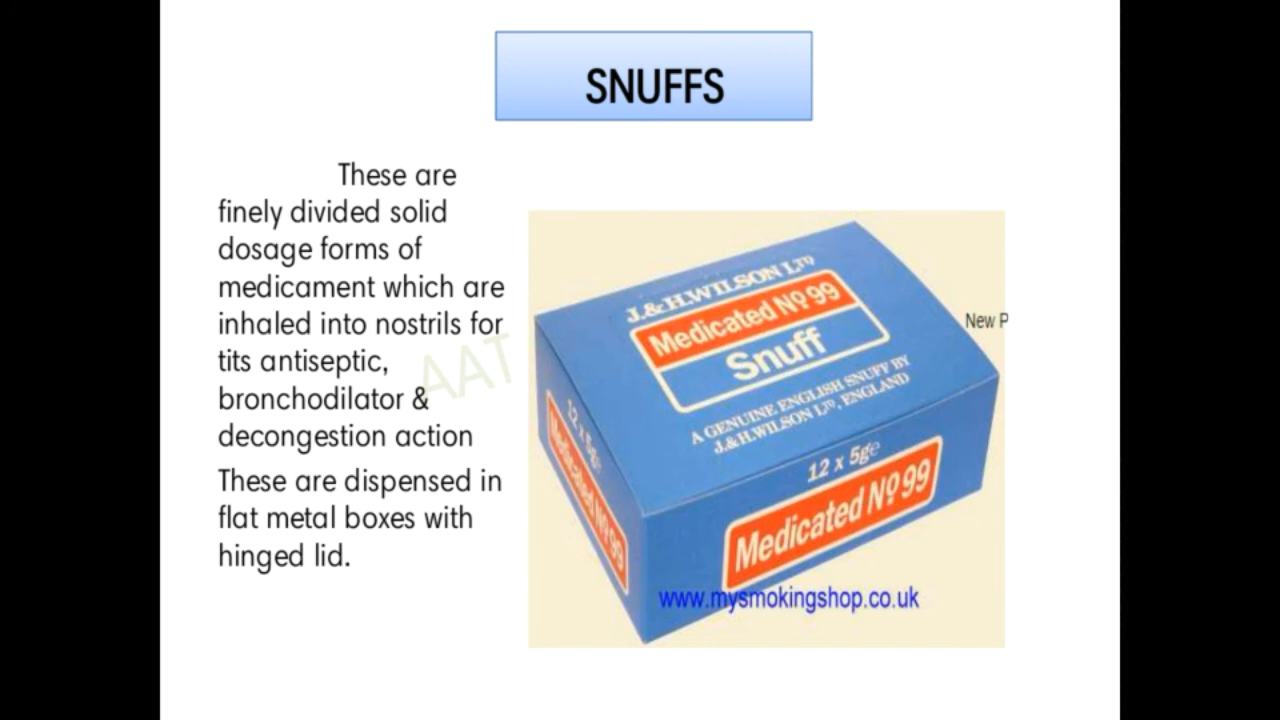 SNUFFS
These are
finely divided solid
dosage forms of
medicament which are
inhaled into nostrils for
tits antiseptic,
bronchodilator &
decongestion action
These are dispensed in
flat metal boxes with
hinged lid.
AAT
J.&H.WILSON LTD
Medicated Nº 99
Snuff
A GENUINE ENGLISH SNUFF BY
J.&H.WILSON LTD, ENGLAND
12 x 5g℮
Medicated Nº 99
12 x 5g℮
Medicated Nº 99
www.mysmokingshop.co.uk
New P